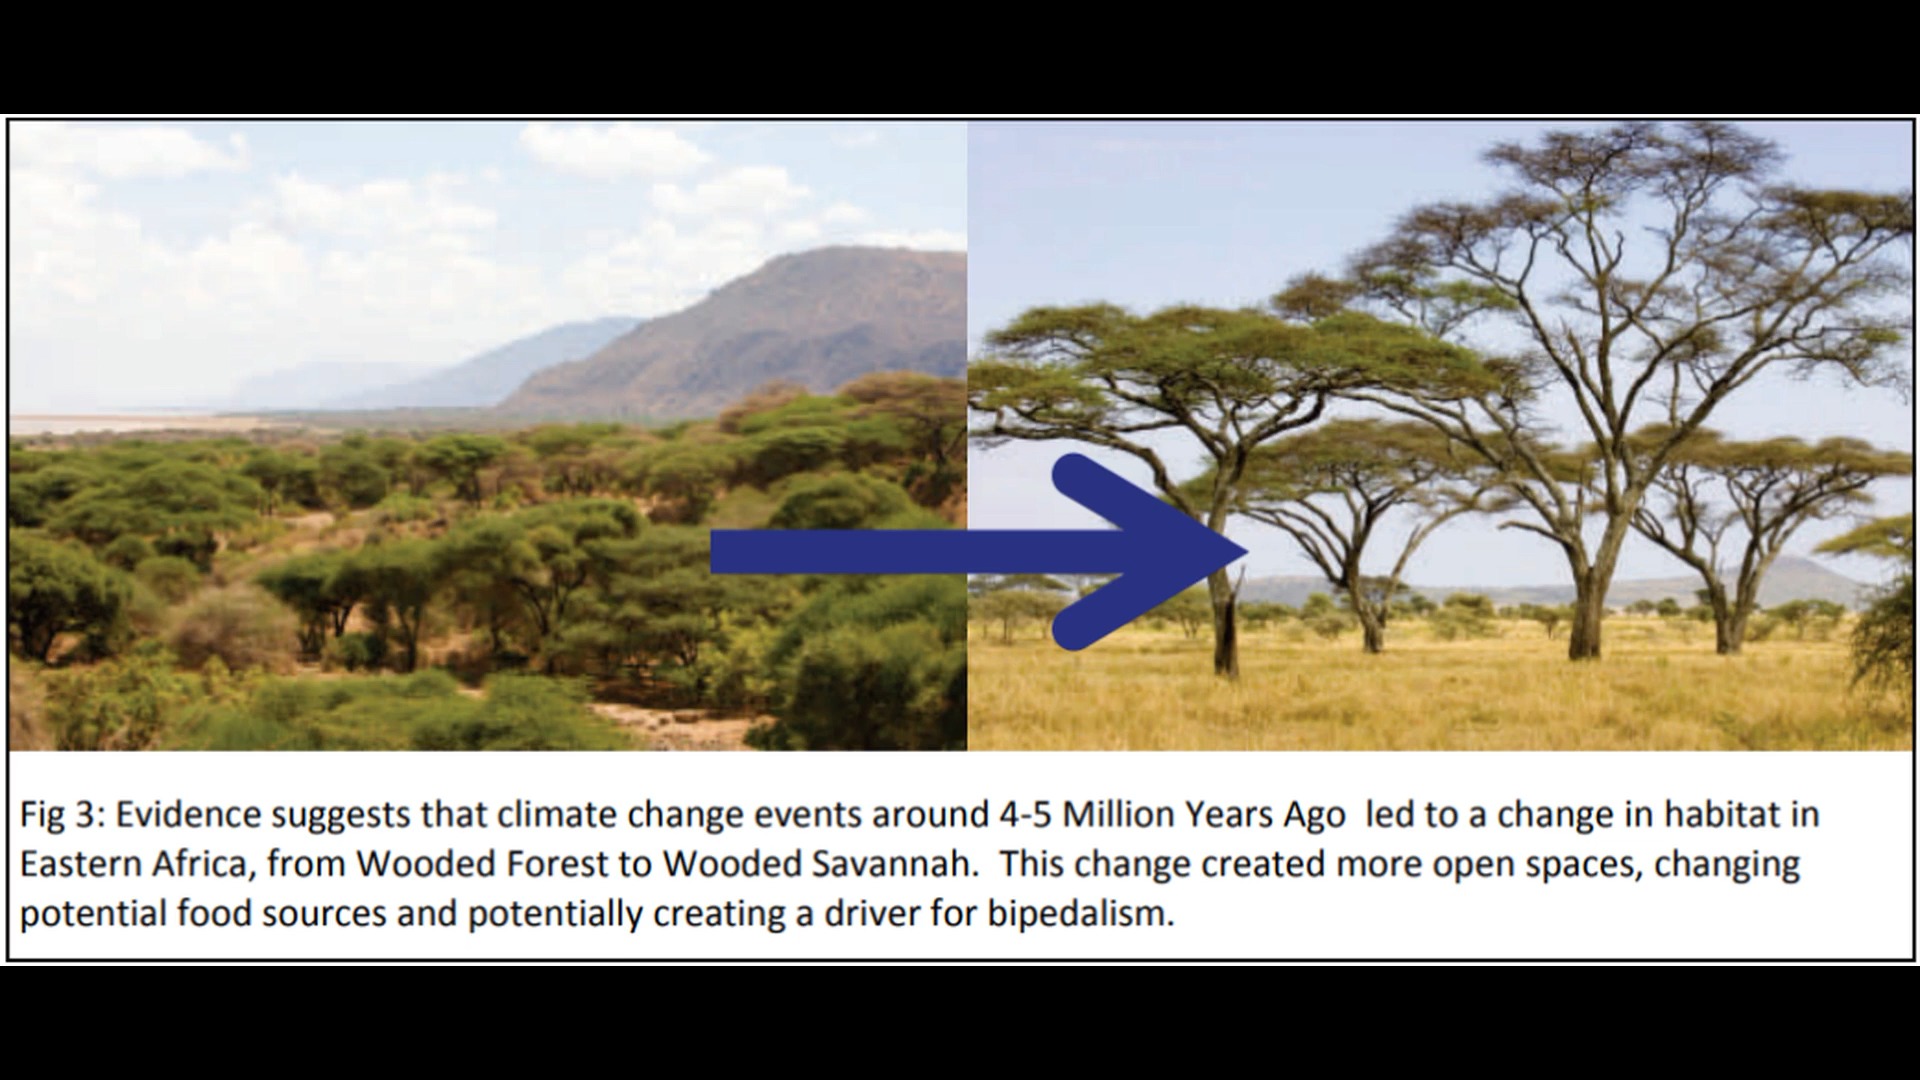 Fig 3: Evidence suggests that climate change events around 4-5 Million Years Ago  led to a change in habitat in
Eastern Africa, from Wooded Forest to Wooded Savannah.  This change created more open spaces, changing
potential food sources and potentially creating a driver for bipedalism.